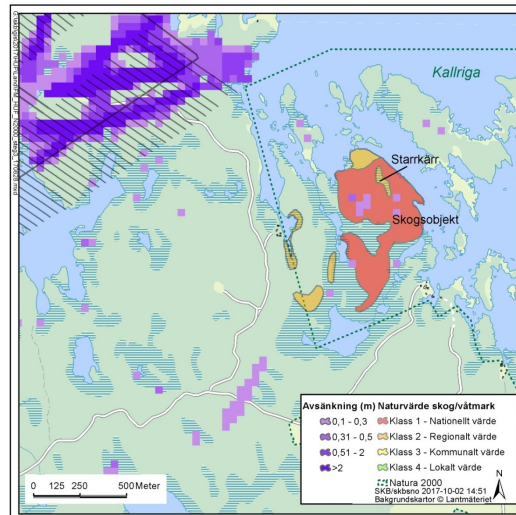 Kallriga
Starrkärr
Skogsobjekt
Avsänkning (m) Naturvärde skog/våtmark
0,1 - 0,3 Klass 1 - Nationellt värde
0,31 - 0,5 Klass 2 - Regionalt värde
0,51 - 2 Klass 3 - Kommunalt värde
>2 Klass 4 - Lokalt värde
Natura 2000
SKB/skbsno 2017-10-02 14:51
Bakgrundskartor © Lantmäteriet
N
0 125 250 500 Meter